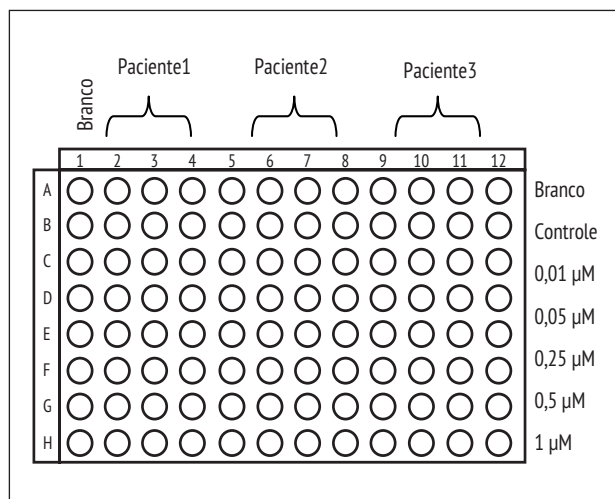 Paciente1 Paciente2 Paciente3
Branco
1 2 3 4 5 6 7 8 9 10 11 12
A Branco
B Controle
C 0,01 µM
D 0,05 µM
E 0,25 µM
F 0,5 µM
G 1 µM
H